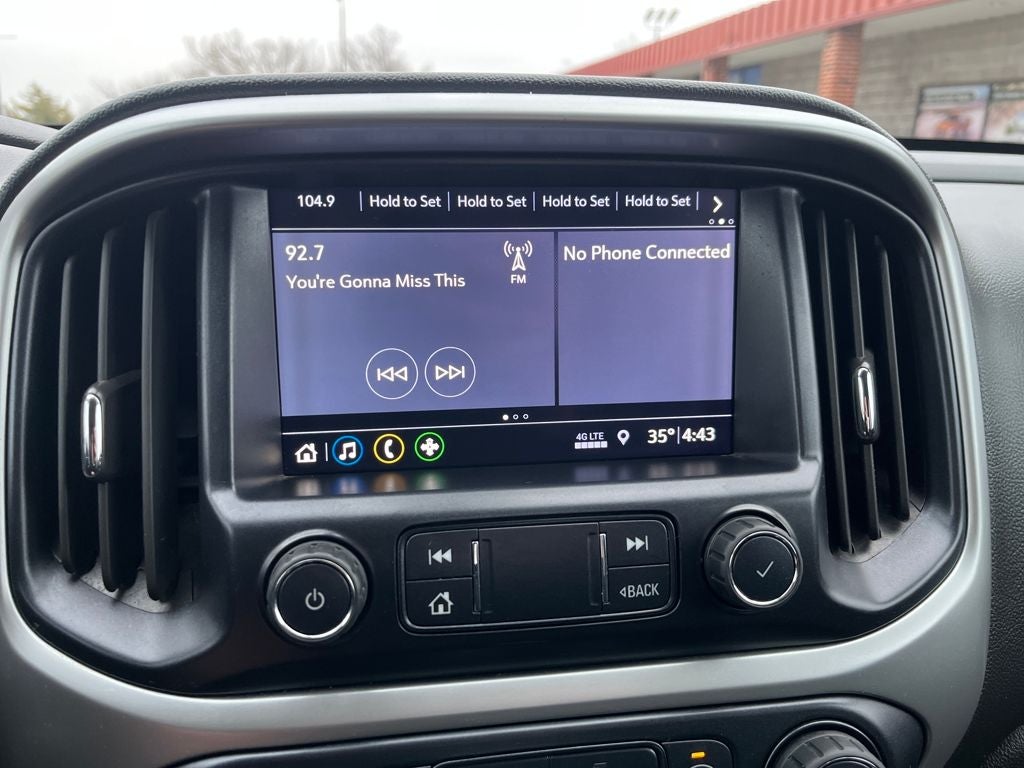 104.9 Hold to Set Hold to Set Hold to Set Hold to Set
92.7
FM
You're Gonna Miss This
No Phone Connected
4G LTE 35° 4:43
BACK